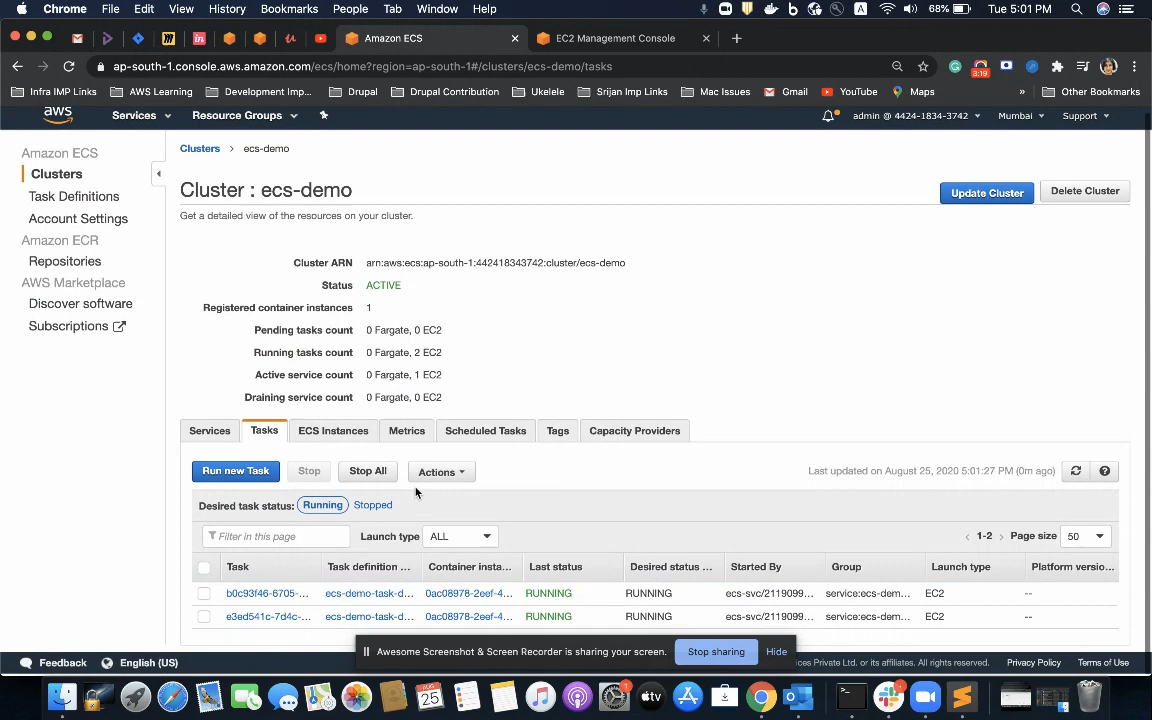 Chrome File Edit View History Bookmarks People Tab Window Help 68% Tue 5:01 PM
Amazon ECS EC2 Management Console
ap-south-1.console.aws.amazon.com/ecs/home?region=ap-south-1#/clusters/ecs-demo/tasks 3:19
Infra IMP Links AWS Learning Development Imp... Drupal Drupal Contribution Ukelele Srijan Imp Links Mac Issues Gmail YouTube Maps » Other Bookmarks
aws Services Resource Groups admin @ 4424-1834-3742 Mumbai Support
Amazon ECS
Clusters
Task Definitions
Account Settings
Amazon ECR
Repositories
AWS Marketplace
Discover software
Subscriptions
Clusters > ecs-demo
Cluster : ecs-demo
Update Cluster Delete Cluster
Get a detailed view of the resources on your cluster.
Cluster ARN arn:aws:ecs:ap-south-1:442418343742:cluster/ecs-demo
Status ACTIVE
Registered container instances 1
Pending tasks count 0 Fargate, 0 EC2
Running tasks count 0 Fargate, 2 EC2
Active service count 0 Fargate, 1 EC2
Draining service count 0 Fargate, 0 EC2
Services Tasks ECS Instances Metrics Scheduled Tasks Tags Capacity Providers
Run new Task Stop Stop All Actions Last updated on August 25, 2020 5:01:27 PM (0m ago)
Desired task status: Running Stopped
Filter in this page Launch type ALL < 1-2 > Page size 50
Task Task definition ... Container insta... Last status Desired status ... Started By Group Launch type Platform versio...
b0c93f46-6705-... ecs-demo-task-d... 0ac08978-2eef-4... RUNNING RUNNING ecs-svc/2119099... service:ecs-dem... EC2 --
e3ed541c-7d4c-... ecs-demo-task-d... 0ac08978-2eef-4... RUNNING RUNNING ecs-svc/2119099... service:ecs-dem... EC2 --
Awesome Screenshot & Screen Recorder is sharing your screen. Stop sharing Hide
Feedback English (US) ices Private Ltd. or its affiliates. All rights reserved. Privacy Policy Terms of Use